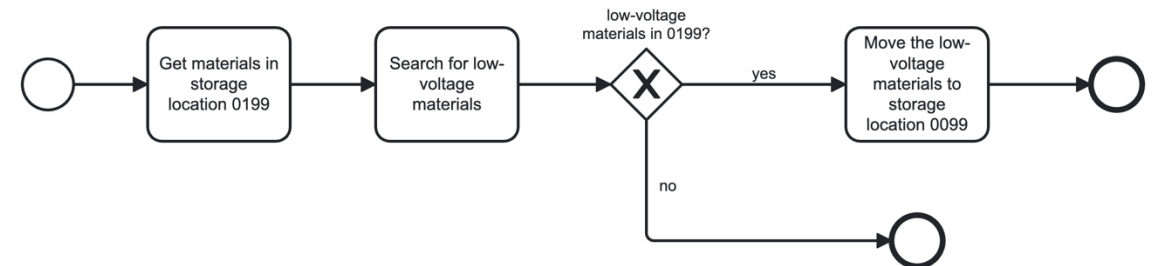 Get materials in
storage
location 0199
Search for low-
voltage
materials
low-voltage
materials in 0199?
yes
Move the low-
voltage
materials to
storage
location 0099
no